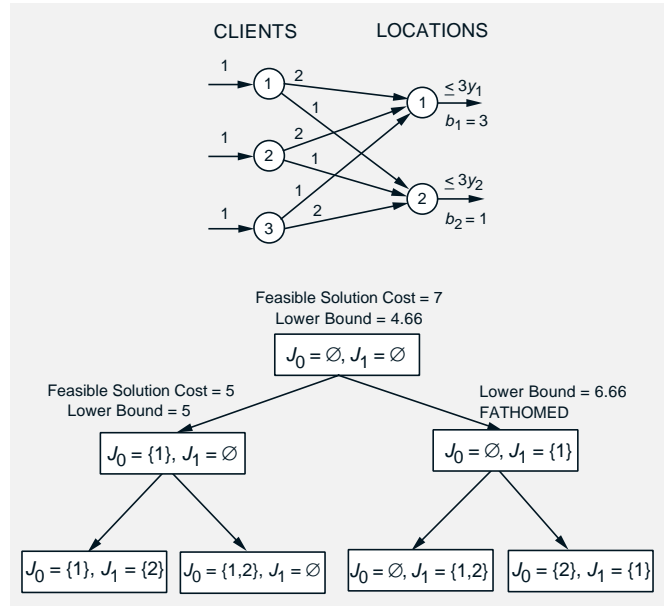 CLIENTS LOCATIONS
1 1 2 1 ≤ 3y1
1 b1 = 3
1 2 2
1 2 ≤ 3y2
1 3 1 2 b2 = 1
Feasible Solution Cost = 7
Lower Bound = 4.66
J0 = ∅, J1 = ∅
Feasible Solution Cost = 5
Lower Bound = 5
Lower Bound = 6.66
FATHOMED
J0 = {1}, J1 = ∅
J0 = ∅, J1 = {1}
J0 = {1}, J1 = {2}
J0 = {1,2}, J1 = ∅
J0 = ∅, J1 = {1,2}
J0 = {2}, J1 = {1}